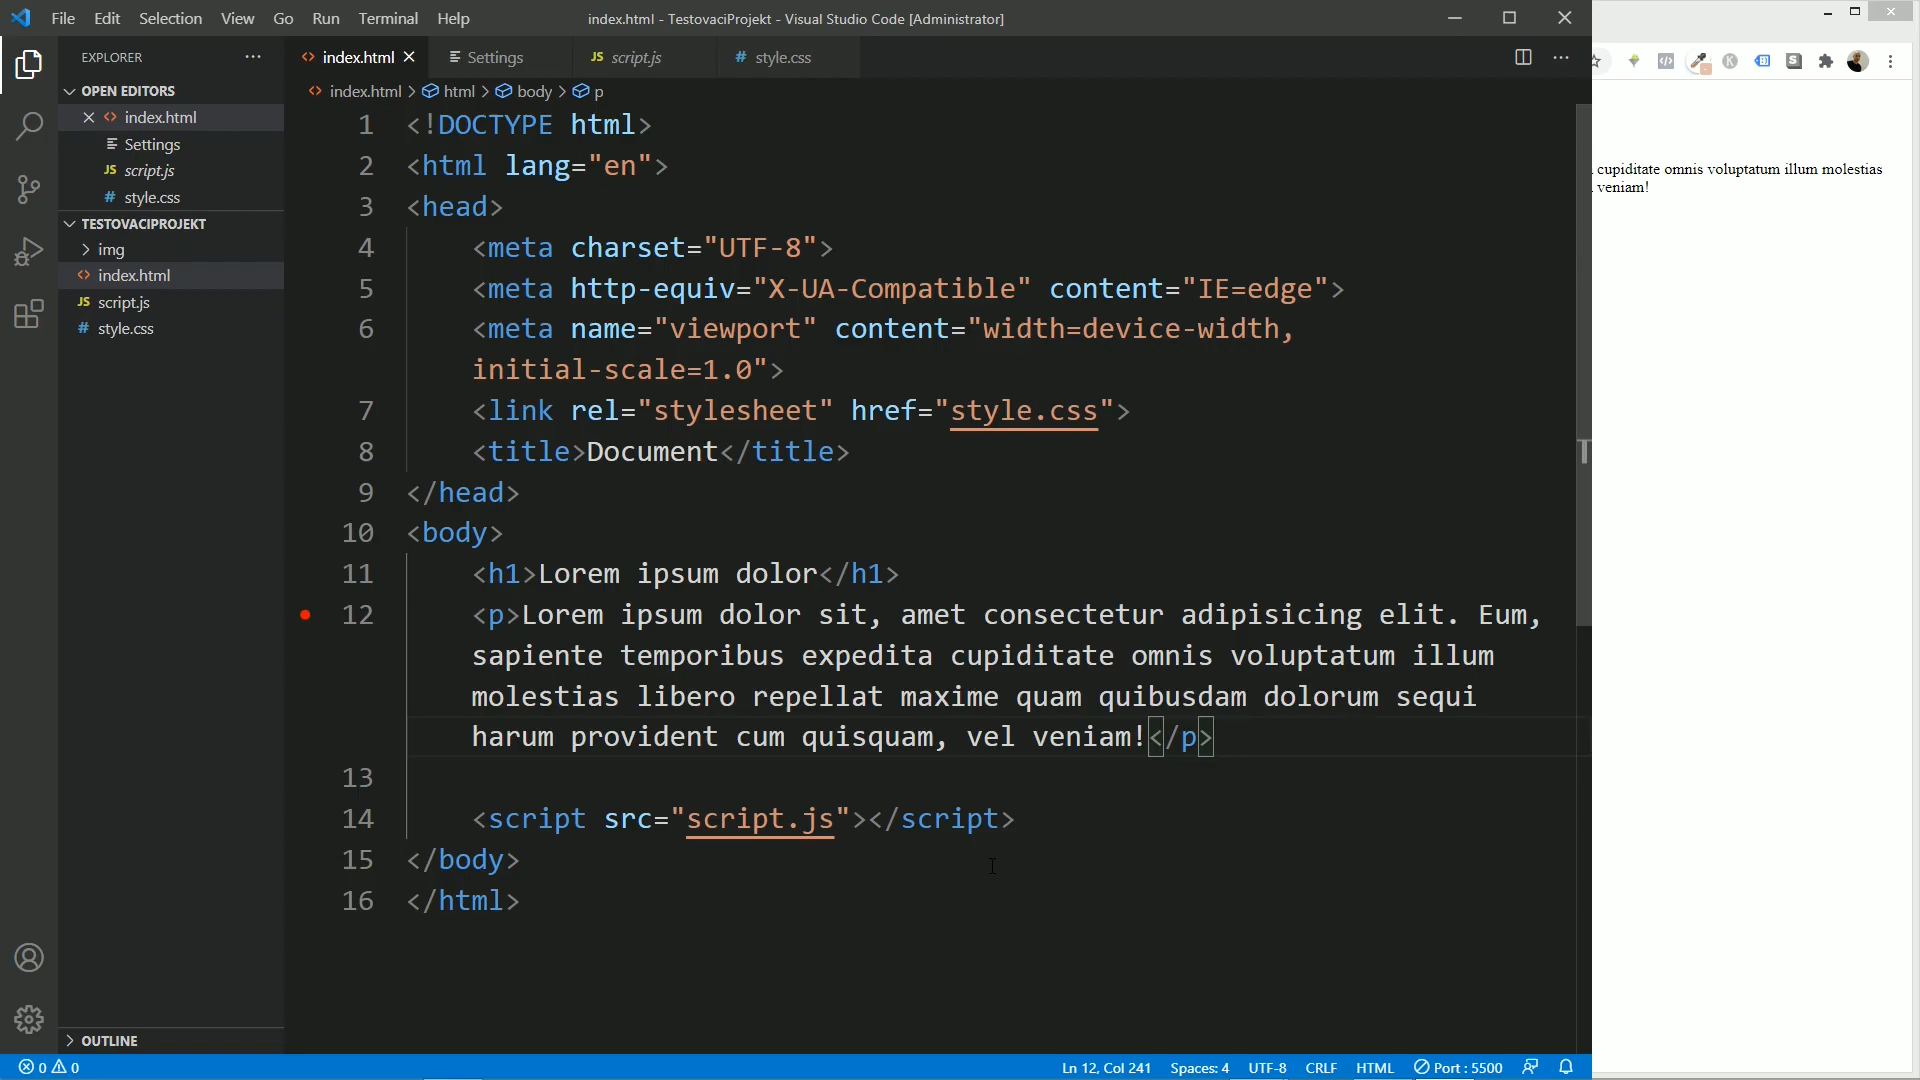 File Edit Selection View Go Run Terminal Help
index.html - TestovaciProjekt - Visual Studio Code [Administrator]
EXPLORER
OPEN EDITORS
index.html
Settings
JS script.js
# style.css
TESTOVACIPROJEKT
img
index.html
JS script.js
# style.css
OUTLINE
index.html
Settings
JS script.js
# style.css
index.html > html > body > p
1 <!DOCTYPE html>
2 <html lang="en">
3 <head>
4 <meta charset="UTF-8">
5 <meta http-equiv="X-UA-Compatible" content="IE=edge">
6 <meta name="viewport" content="width=device-width,
initial-scale=1.0">
7 <link rel="stylesheet" href="style.css">
8 <title>Document</title>
9 </head>
10 <body>
11 <h1>Lorem ipsum dolor</h1>
12 <p>Lorem ipsum dolor sit, amet consectetur adipisicing elit. Eum,
sapiente temporibus expedita cupiditate omnis voluptatum illum
molestias libero repellat maxime quam quibusdam dolorum sequi
harum provident cum quisquam, vel veniam!</p>
13
14 <script src="script.js"></script>
15 </body>
16 </html>
cupiditate omnis voluptatum illum molestias
veniam!
0 0
Ln 12, Col 241 Spaces: 4 UTF-8 CRLF HTML Port : 5500